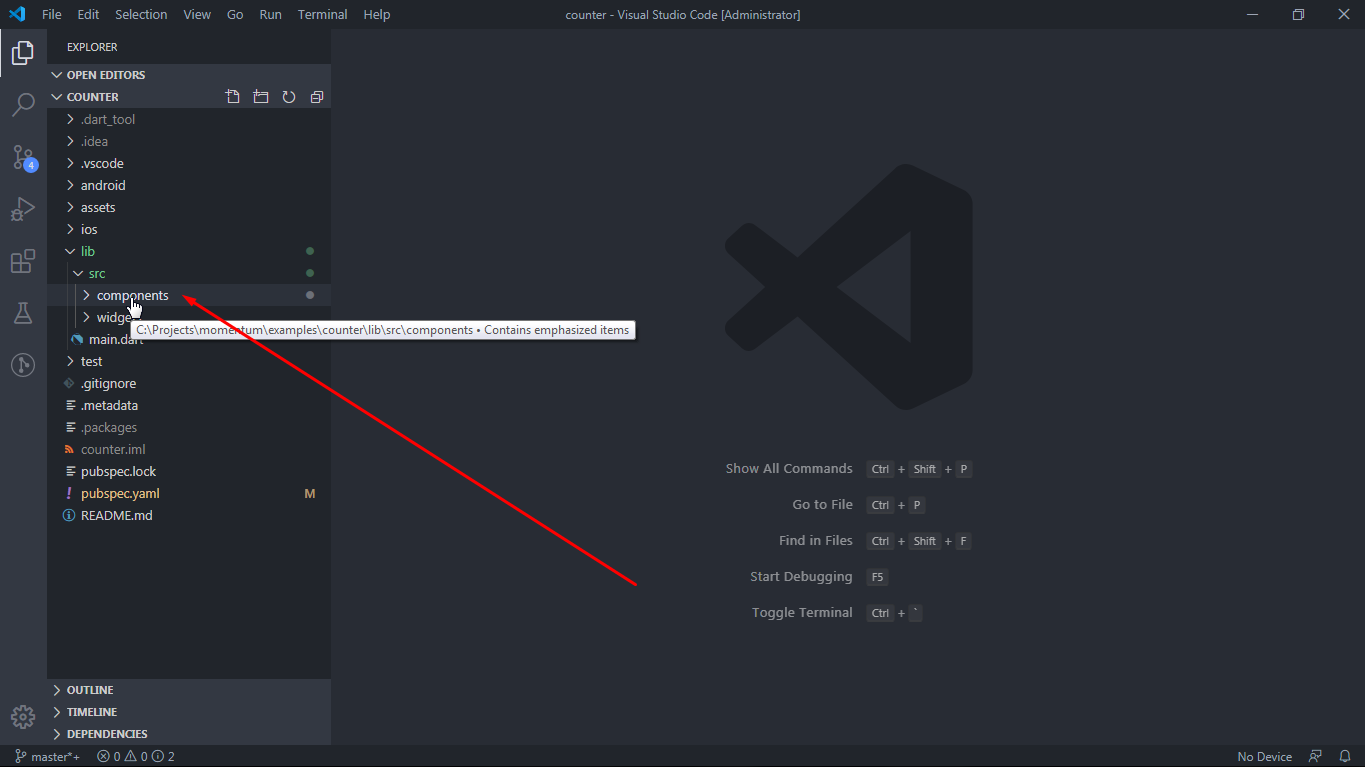 File Edit Selection View Go Run Terminal Help counter - Visual Studio Code [Administrator]
EXPLORER
OPEN EDITORS
COUNTER
.dart_tool
.idea
4
.vscode
android
assets
ios
lib
src
components
C:\Projects\momentum\examples\counter\lib\src\components • Contains emphasized items
main.dart
test
.gitignore
.metadata
.packages
counter.iml
pubspec.lock
pubspec.yaml M
README.md
Show All Commands Ctrl + Shift + P
Go to File Ctrl + P
Find in Files Ctrl + Shift + F
Start Debugging F5
Toggle Terminal Ctrl + `
OUTLINE
TIMELINE
DEPENDENCIES
master*+ 0 0 2 No Device